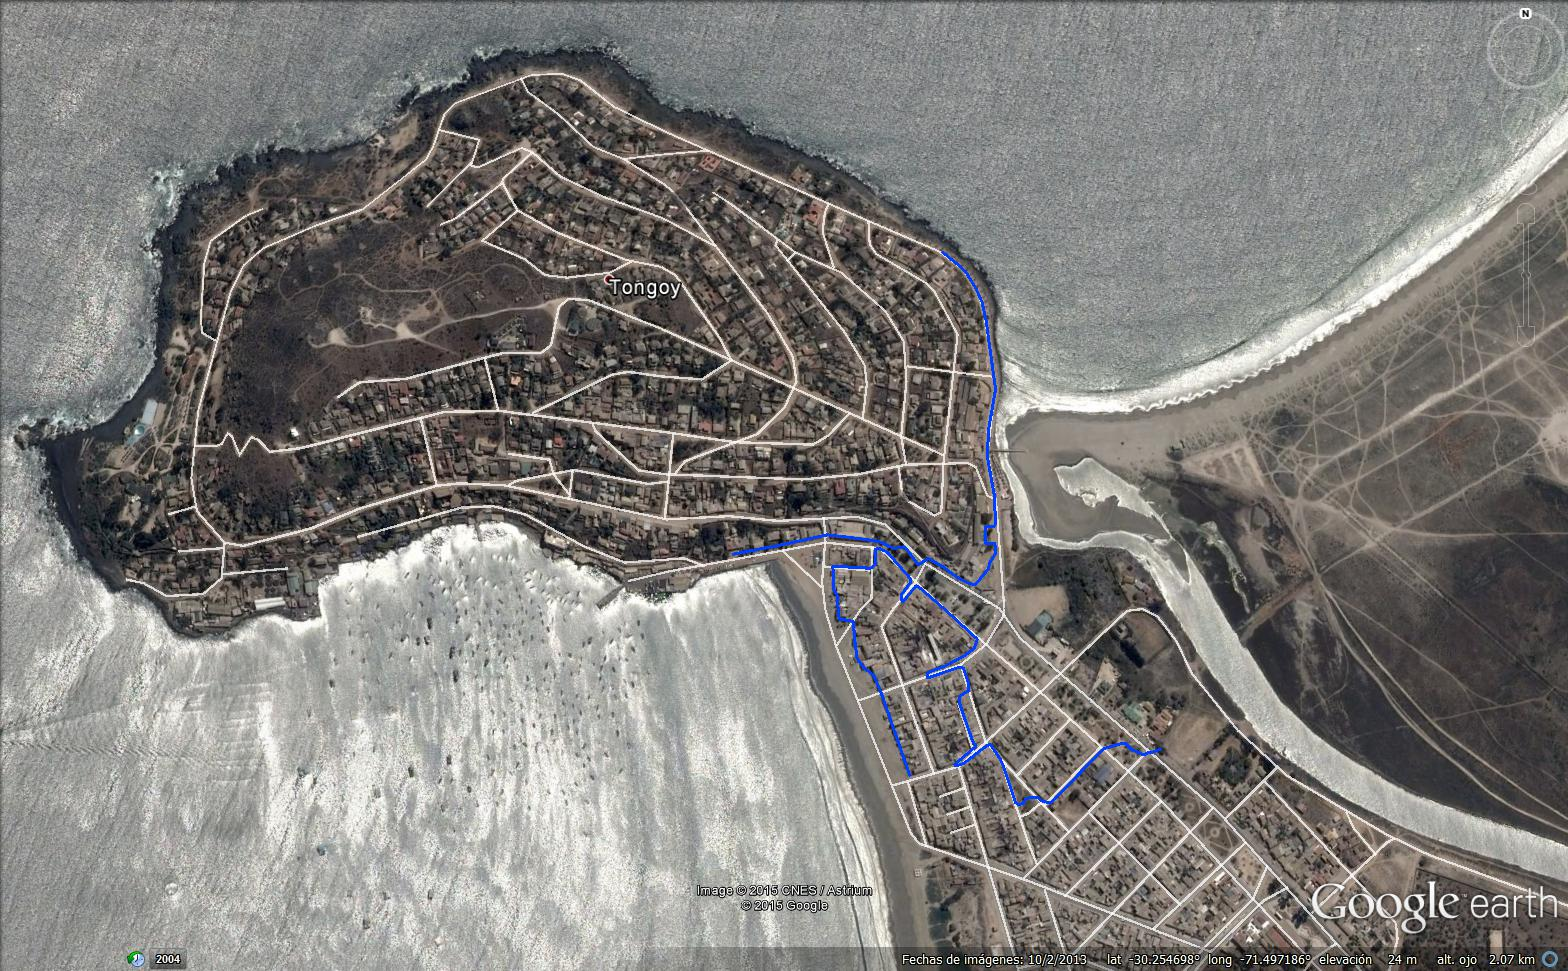 N
Tongoy
Image © 2015 CNES / Astrium
© 2015 Google
Google earth
2004
Fechas de imágenes: 10/2/2013 lat -30.254698° long -71.497186° elevación 24 m alt. ojo 2.07 km